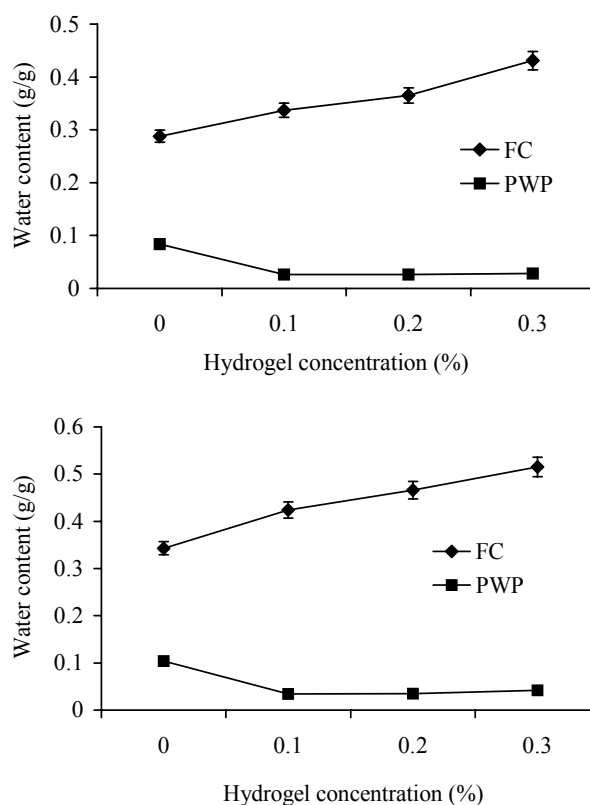 0.5
0.4
0.3
0.2
0.1
0
Water content (g/g)
FC
PWP
0 0.1 0.2 0.3
Hydrogel concentration (%)
0.6
0.5
0.4
0.3
0.2
0.1
0
Water content (g/g)
FC
PWP
0 0.1 0.2 0.3
Hydrogel concentration (%)